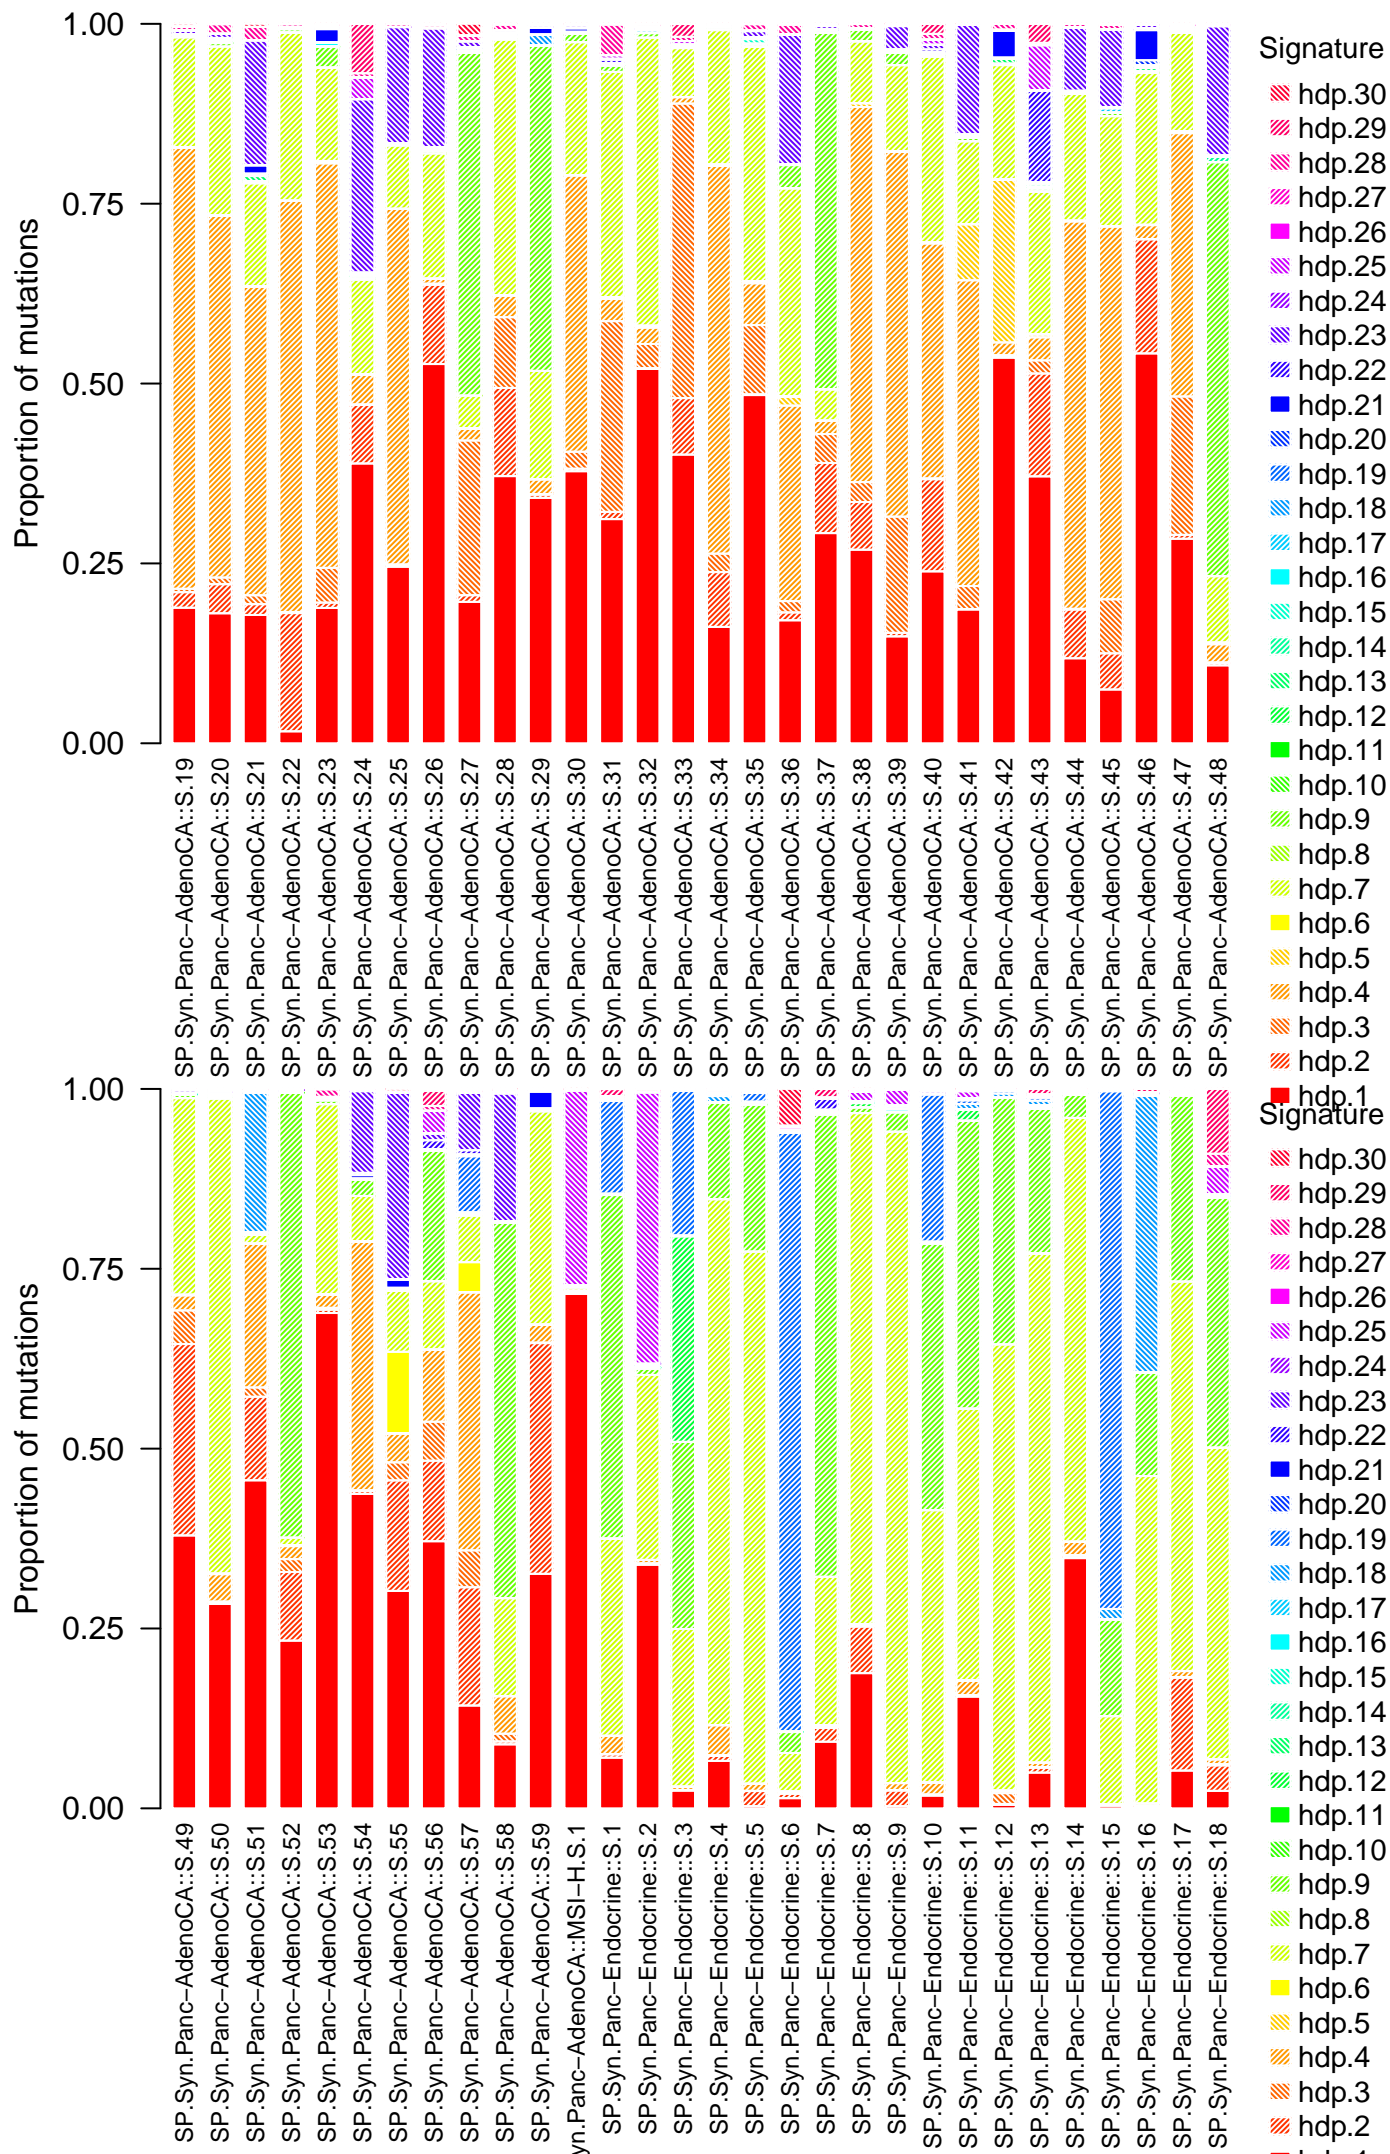 Proportion of mutations
1.00
0.75
0.50
0.25
0.00
SP.Syn.Panc−AdenoCA::S.19
SP.Syn.Panc−AdenoCA::S.20
SP.Syn.Panc−AdenoCA::S.21
SP.Syn.Panc−AdenoCA::S.22
SP.Syn.Panc−AdenoCA::S.23
SP.Syn.Panc−AdenoCA::S.24
SP.Syn.Panc−AdenoCA::S.25
SP.Syn.Panc−AdenoCA::S.26
SP.Syn.Panc−AdenoCA::S.27
SP.Syn.Panc−AdenoCA::S.28
SP.Syn.Panc−AdenoCA::S.29
SP.Syn.Panc−AdenoCA::S.30
SP.Syn.Panc−AdenoCA::S.31
SP.Syn.Panc−AdenoCA::S.32
SP.Syn.Panc−AdenoCA::S.33
SP.Syn.Panc−AdenoCA::S.34
SP.Syn.Panc−AdenoCA::S.35
SP.Syn.Panc−AdenoCA::S.36
SP.Syn.Panc−AdenoCA::S.37
SP.Syn.Panc−AdenoCA::S.38
SP.Syn.Panc−AdenoCA::S.39
SP.Syn.Panc−AdenoCA::S.40
SP.Syn.Panc−AdenoCA::S.41
SP.Syn.Panc−AdenoCA::S.42
SP.Syn.Panc−AdenoCA::S.43
SP.Syn.Panc−AdenoCA::S.44
SP.Syn.Panc−AdenoCA::S.45
SP.Syn.Panc−AdenoCA::S.46
SP.Syn.Panc−AdenoCA::S.47
SP.Syn.Panc−AdenoCA::S.48
Signature
hdp.30
hdp.29
hdp.28
hdp.27
hdp.26
hdp.25
hdp.24
hdp.23
hdp.22
hdp.21
hdp.20
hdp.19
hdp.18
hdp.17
hdp.16
hdp.15
hdp.14
hdp.13
hdp.12
hdp.11
hdp.10
hdp.9
hdp.8
hdp.7
hdp.6
hdp.5
hdp.4
hdp.3
hdp.2
hdp.1
Proportion of mutations
1.00
0.75
0.50
0.25
0.00
SP.Syn.Panc−AdenoCA::S.49
SP.Syn.Panc−AdenoCA::S.50
SP.Syn.Panc−AdenoCA::S.51
SP.Syn.Panc−AdenoCA::S.52
SP.Syn.Panc−AdenoCA::S.53
SP.Syn.Panc−AdenoCA::S.54
SP.Syn.Panc−AdenoCA::S.55
SP.Syn.Panc−AdenoCA::S.56
SP.Syn.Panc−AdenoCA::S.57
SP.Syn.Panc−AdenoCA::S.58
SP.Syn.Panc−AdenoCA::S.59
yn.Panc−AdenoCA::MSI−H.S.1
SP.Syn.Panc−Endocrine::S.1
SP.Syn.Panc−Endocrine::S.2
SP.Syn.Panc−Endocrine::S.3
SP.Syn.Panc−Endocrine::S.4
SP.Syn.Panc−Endocrine::S.5
SP.Syn.Panc−Endocrine::S.6
SP.Syn.Panc−Endocrine::S.7
SP.Syn.Panc−Endocrine::S.8
SP.Syn.Panc−Endocrine::S.9
SP.Syn.Panc−Endocrine::S.10
SP.Syn.Panc−Endocrine::S.11
SP.Syn.Panc−Endocrine::S.12
SP.Syn.Panc−Endocrine::S.13
SP.Syn.Panc−Endocrine::S.14
SP.Syn.Panc−Endocrine::S.15
SP.Syn.Panc−Endocrine::S.16
SP.Syn.Panc−Endocrine::S.17
SP.Syn.Panc−Endocrine::S.18
Signature
hdp.30
hdp.29
hdp.28
hdp.27
hdp.26
hdp.25
hdp.24
hdp.23
hdp.22
hdp.21
hdp.20
hdp.19
hdp.18
hdp.17
hdp.16
hdp.15
hdp.14
hdp.13
hdp.12
hdp.11
hdp.10
hdp.9
hdp.8
hdp.7
hdp.6
hdp.5
hdp.4
hdp.3
hdp.2